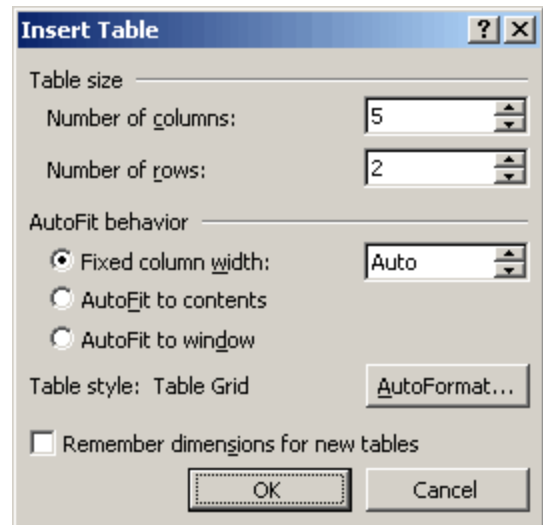 Insert Table
Table size
Number of columns: 5
Number of rows: 2
AutoFit behavior
Fixed column width: Auto
AutoFit to contents
AutoFit to window
Table style: Table Grid AutoFormat...
Remember dimensions for new tables
OK Cancel